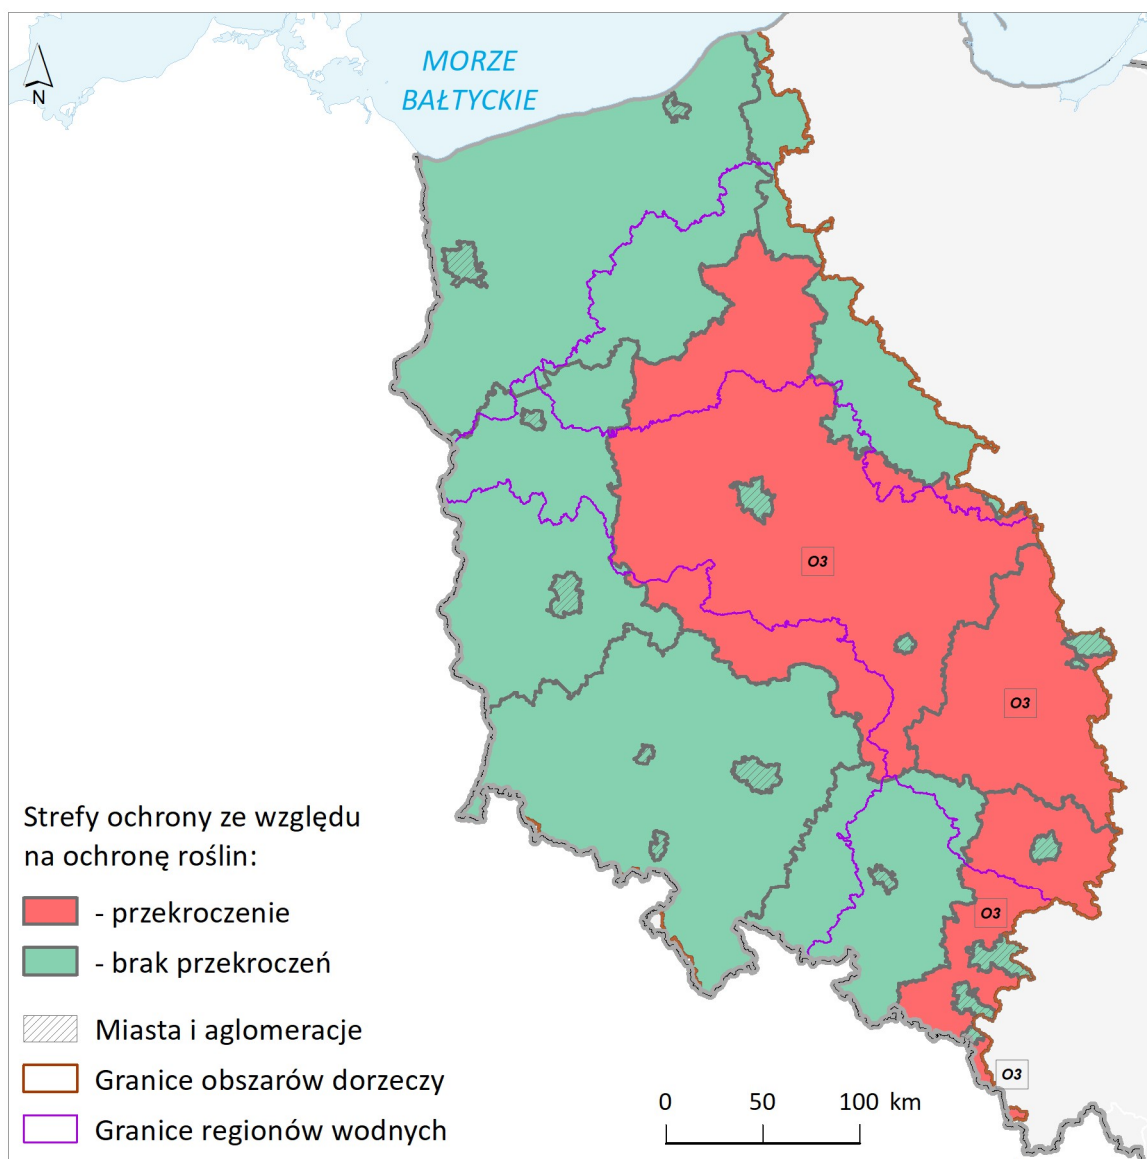 MORZE
BAŁTYCKIE
N
O3
O3
O3
O3
Strefy ochrony ze względu
na ochronę roślin:
- przekroczenie
- brak przekroczeń
Miasta i aglomeracje
Granice obszarów dorzeczy
Granice regionów wodnych
0 50 100 km